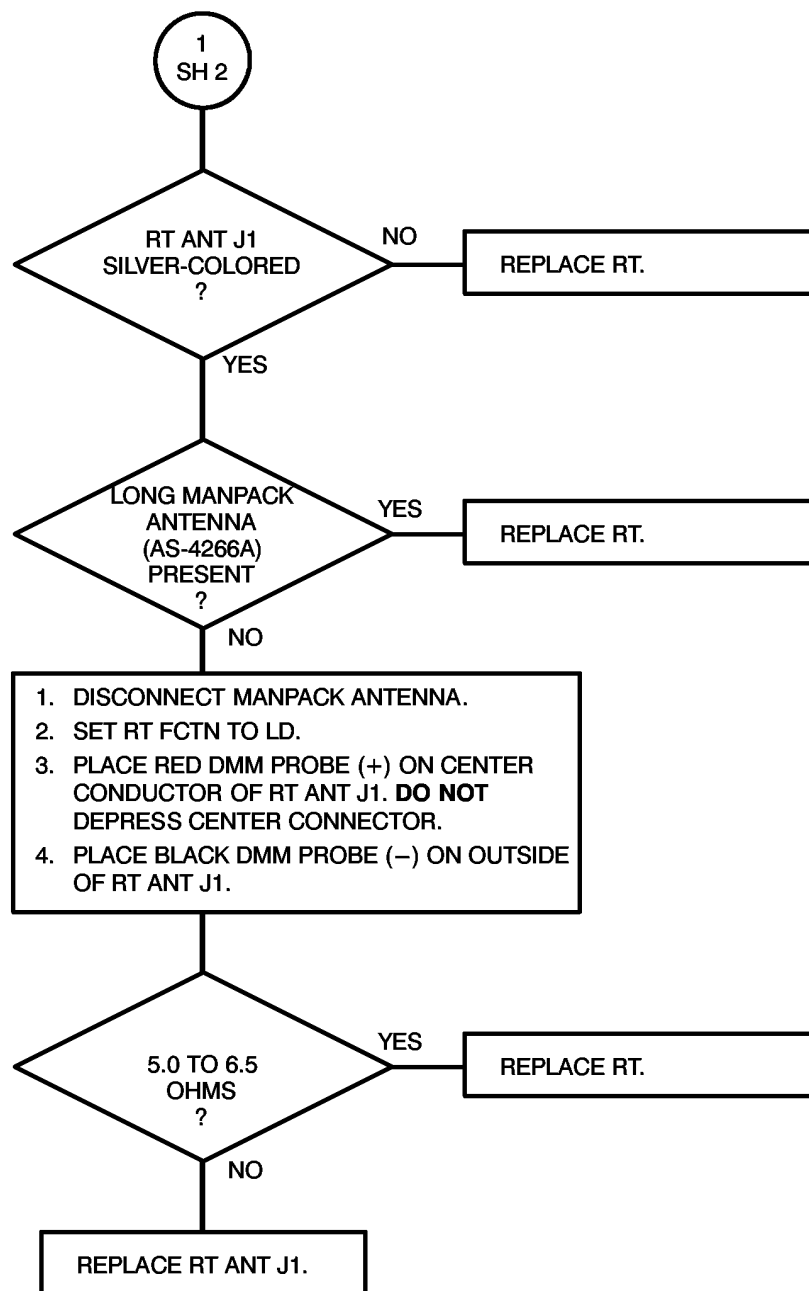 1
SH 2
RT ANT J1
SILVER-COLORED
?
NO
REPLACE RT.
YES
LONG MANPACK
ANTENNA
(AS-4266A)
PRESENT
?
YES
REPLACE RT.
NO
1. DISCONNECT MANPACK ANTENNA.
2. SET RT FCTN TO LD.
3. PLACE RED DMM PROBE (+) ON CENTER
CONDUCTOR OF RT ANT J1. DO NOT
DEPRESS CENTER CONNECTOR.
4. PLACE BLACK DMM PROBE (−) ON OUTSIDE
OF RT ANT J1.
5.0 TO 6.5
OHMS
?
YES
REPLACE RT.
NO
REPLACE RT ANT J1.